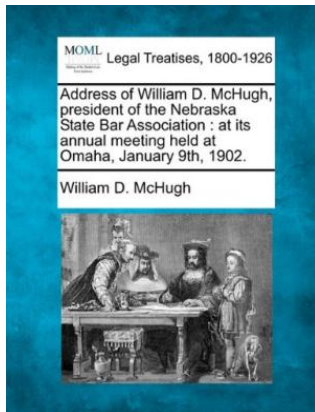 MOML Legal Treatises, 1800-1926
Address of William D. McHugh,
president of the Nebraska
State Bar Association : at its
annual meeting held at
Omaha, January 9th, 1902.
William D. McHugh